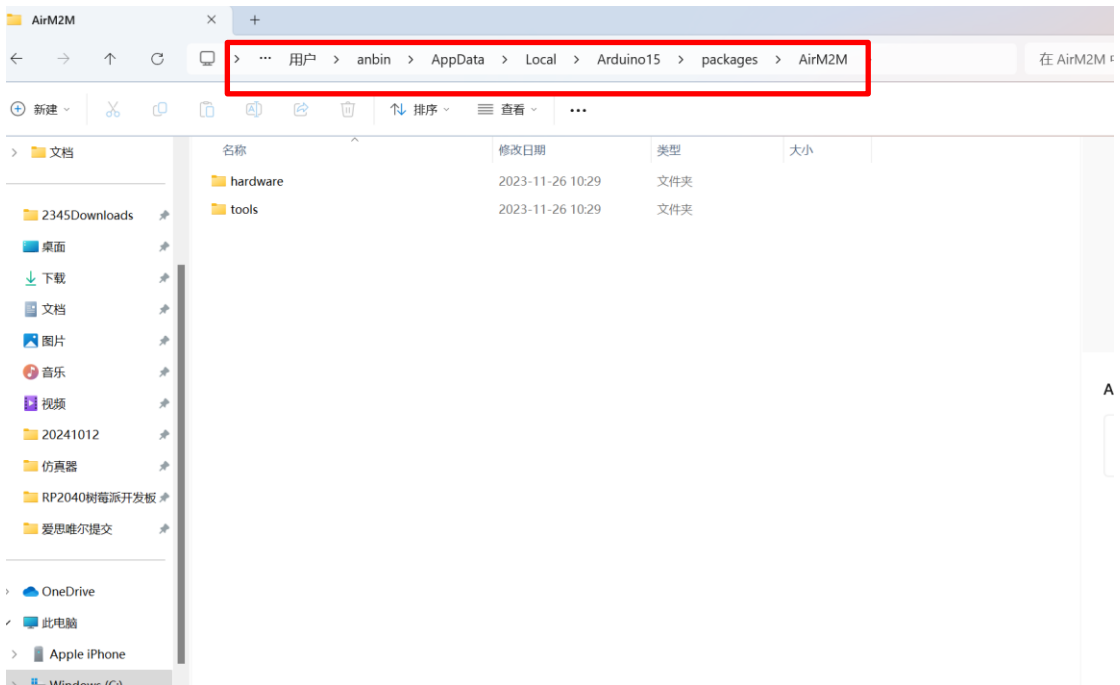 AirM2M
> ... 用户 > anbin > AppData > Local > Arduino15 > packages > AirM2M
在 AirM2M
新建
排序
查看
文档
2345Downloads
桌面
下载
文档
图片
音乐
视频
20241012
仿真器
RP2040树莓派开发板
爱思唯尔提交
OneDrive
此电脑
Apple iPhone
Windows (C:)
名称 修改日期 类型 大小
hardware 2023-11-26 10:29 文件夹
tools 2023-11-26 10:29 文件夹
A